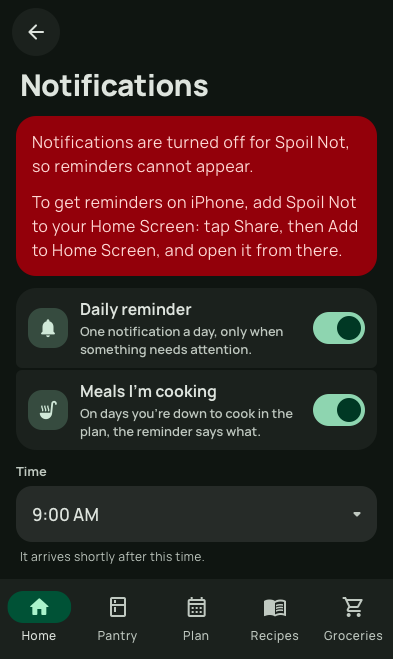 Notifications
Notifications are turned off for Spoil Not,
so reminders cannot appear.
To get reminders on iPhone, add Spoil Not
to your Home Screen: tap Share, then Add
to Home Screen, and open it from there.
Daily reminder
One notification a day, only when
something needs attention.
Meals I'm cooking
On days you're down to cook in the
plan, the reminder says what.
Time
9:00 AM
It arrives shortly after this time.
Home
Pantry
Plan
Recipes
Groceries